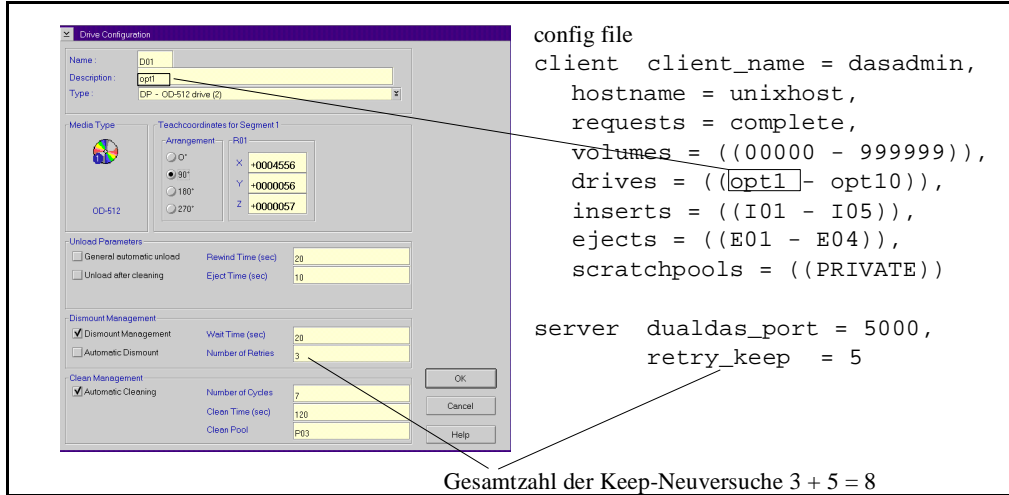 Drive Configuration
Name : D01
Description : opt1
Type : DP - OD-512 drive (2)
Media Type
OD-512
Teachcoordinates for Segment 1
Arrangement
0°
90°
180°
270°
R01
X +0004556
Y +0000056
Z +0000057
Unload Parameters
General automatic unload Rewind Time (sec) 20
Unload after cleaning Eject Time (sec) 10
Dismount Management
Dismount Management Wait Time (sec) 20
Automatic Dismount Number of Retries 3
Clean Management
Automatic Cleaning Number of Cycles 7
Clean Time (sec) 120
Clean Pool P03
OK
Cancel
Help
config file
client client_name = dasadmin,
hostname = unixhost,
requests = complete,
volumes = ((00000 - 999999)),
drives = ((opt1 - opt10)),
inserts = ((I01 - I05)),
ejects = ((E01 - E04)),
scratchpools = ((PRIVATE))
server dualdas_port = 5000,
retry_keep = 5
Gesamtzahl der Keep-Neuversuche 3 + 5 = 8